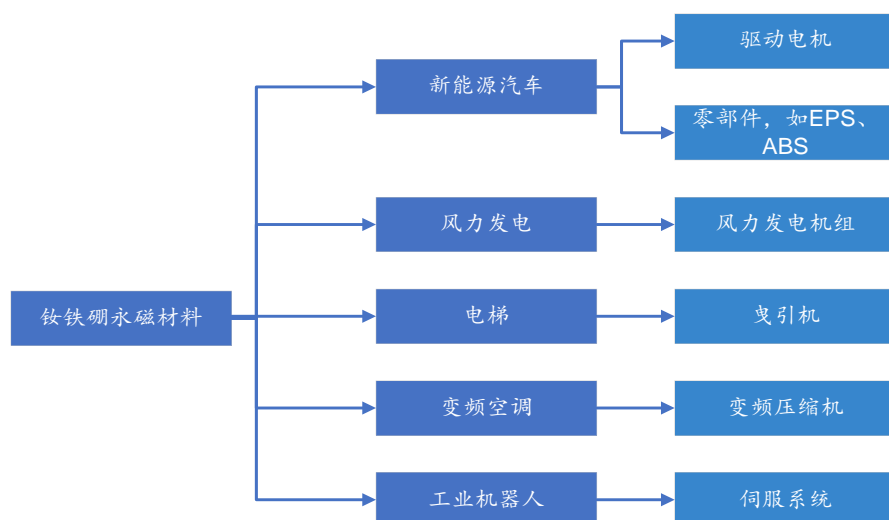 钕铁硼永磁材料
新能源汽车
驱动电机
零部件，如EPS、
ABS
风力发电
风力发电机组
电梯
曳引机
变频空调
变频压缩机
工业机器人
伺服系统